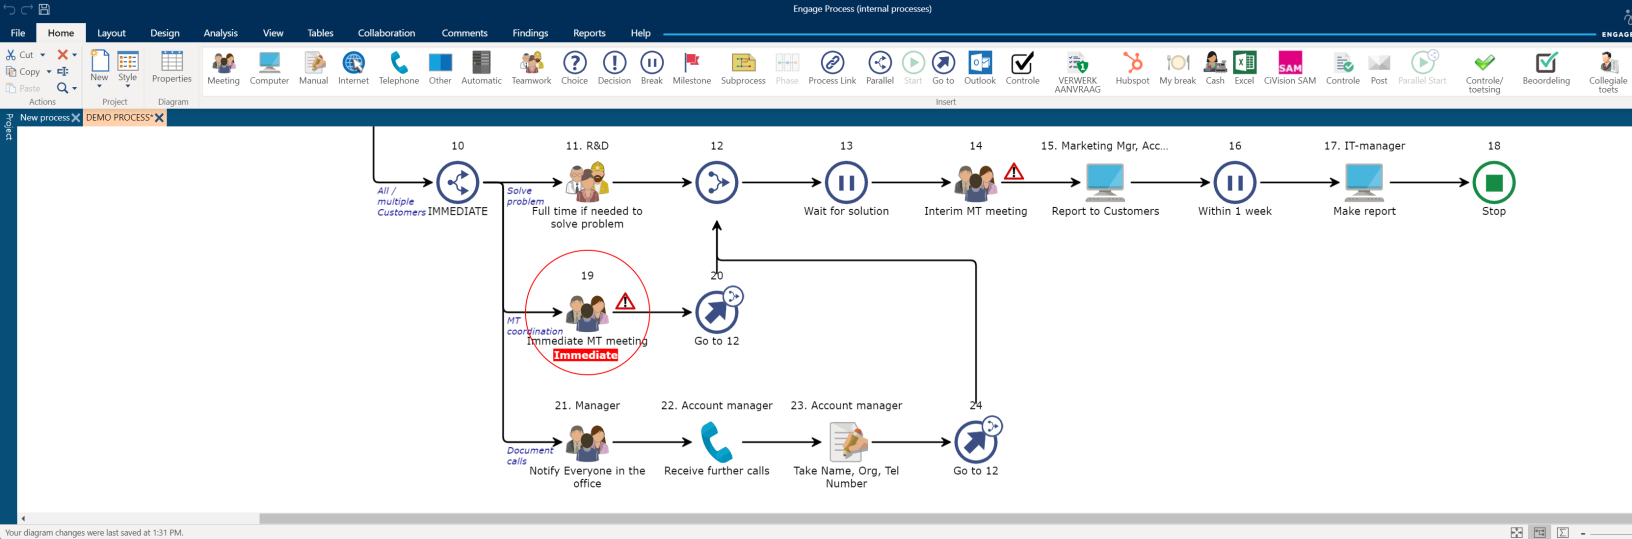 Engage Process (internal processes)
File Home Layout Design Analysis View Tables Collaboration Comments Findings Reports Help
ENGAGE
Cut
Copy
Paste
New Style
Properties
Meeting Computer Manual Internet Telephone Other Automatic Teamwork Choice Decision Break Milestone Subprocess Phase Process Link Parallel Start Go to Outlook Controle VERWERK AANVRAAG Hubspot My break Cash Excel CiVision SAM Controle Post Parallel Start Controle/ toetsing Beoordeling Collegiale toets
SAM
Actions Project Diagram Insert
Project
New process DEMO PROCESS*
10 11. R&D 12 13 14 15. Marketing Mgr, Acc... 16 17. IT-manager 18
All /
multiple
Customers
IMMEDIATE
Solve
problem
Full time if needed to
solve problem
Wait for solution
Interim MT meeting
Report to Customers
Within 1 week
Make report
Stop
19 20
MT
coordination
Immediate MT meeting
Immediate
Go to 12
21. Manager 22. Account manager 23. Account manager 24
Document
calls
Notify Everyone in the
office
Receive further calls
Take Name, Org, Tel
Number
Go to 12
Your diagram changes were last saved at 1:31 PM.